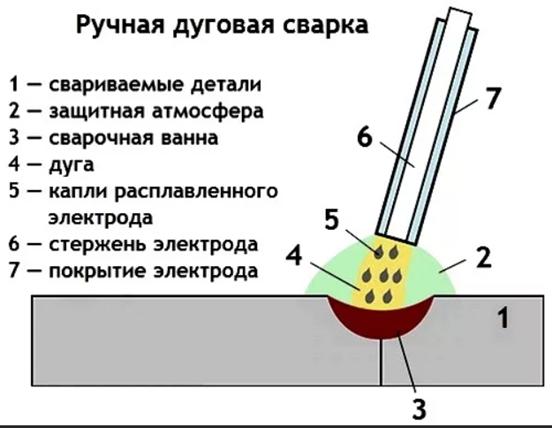 Ручная дуговая сварка
1 — свариваемые детали
2 — защитная атмосфера
3 — сварочная ванна
4 — дуга
5 — капли расплавленного
электрода
6 — стержень электрода
7 — покрытие электрода
7
6
5
4
2
1
3